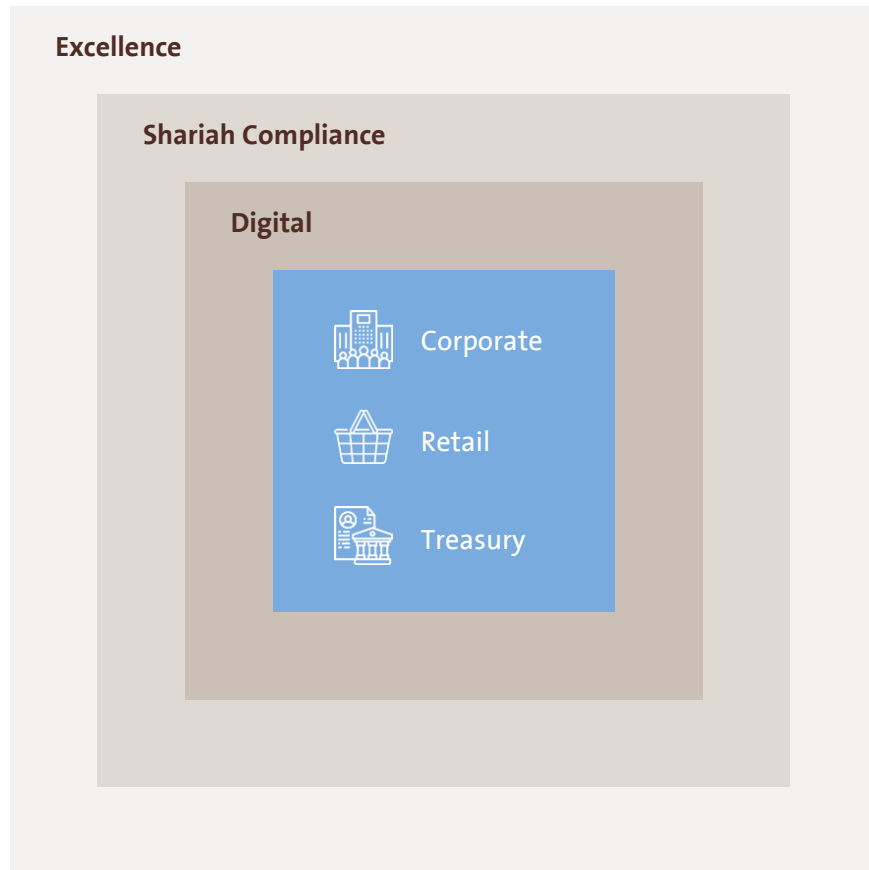 Excellence
Shariah Compliance
Digital
Corporate
Retail
Treasury